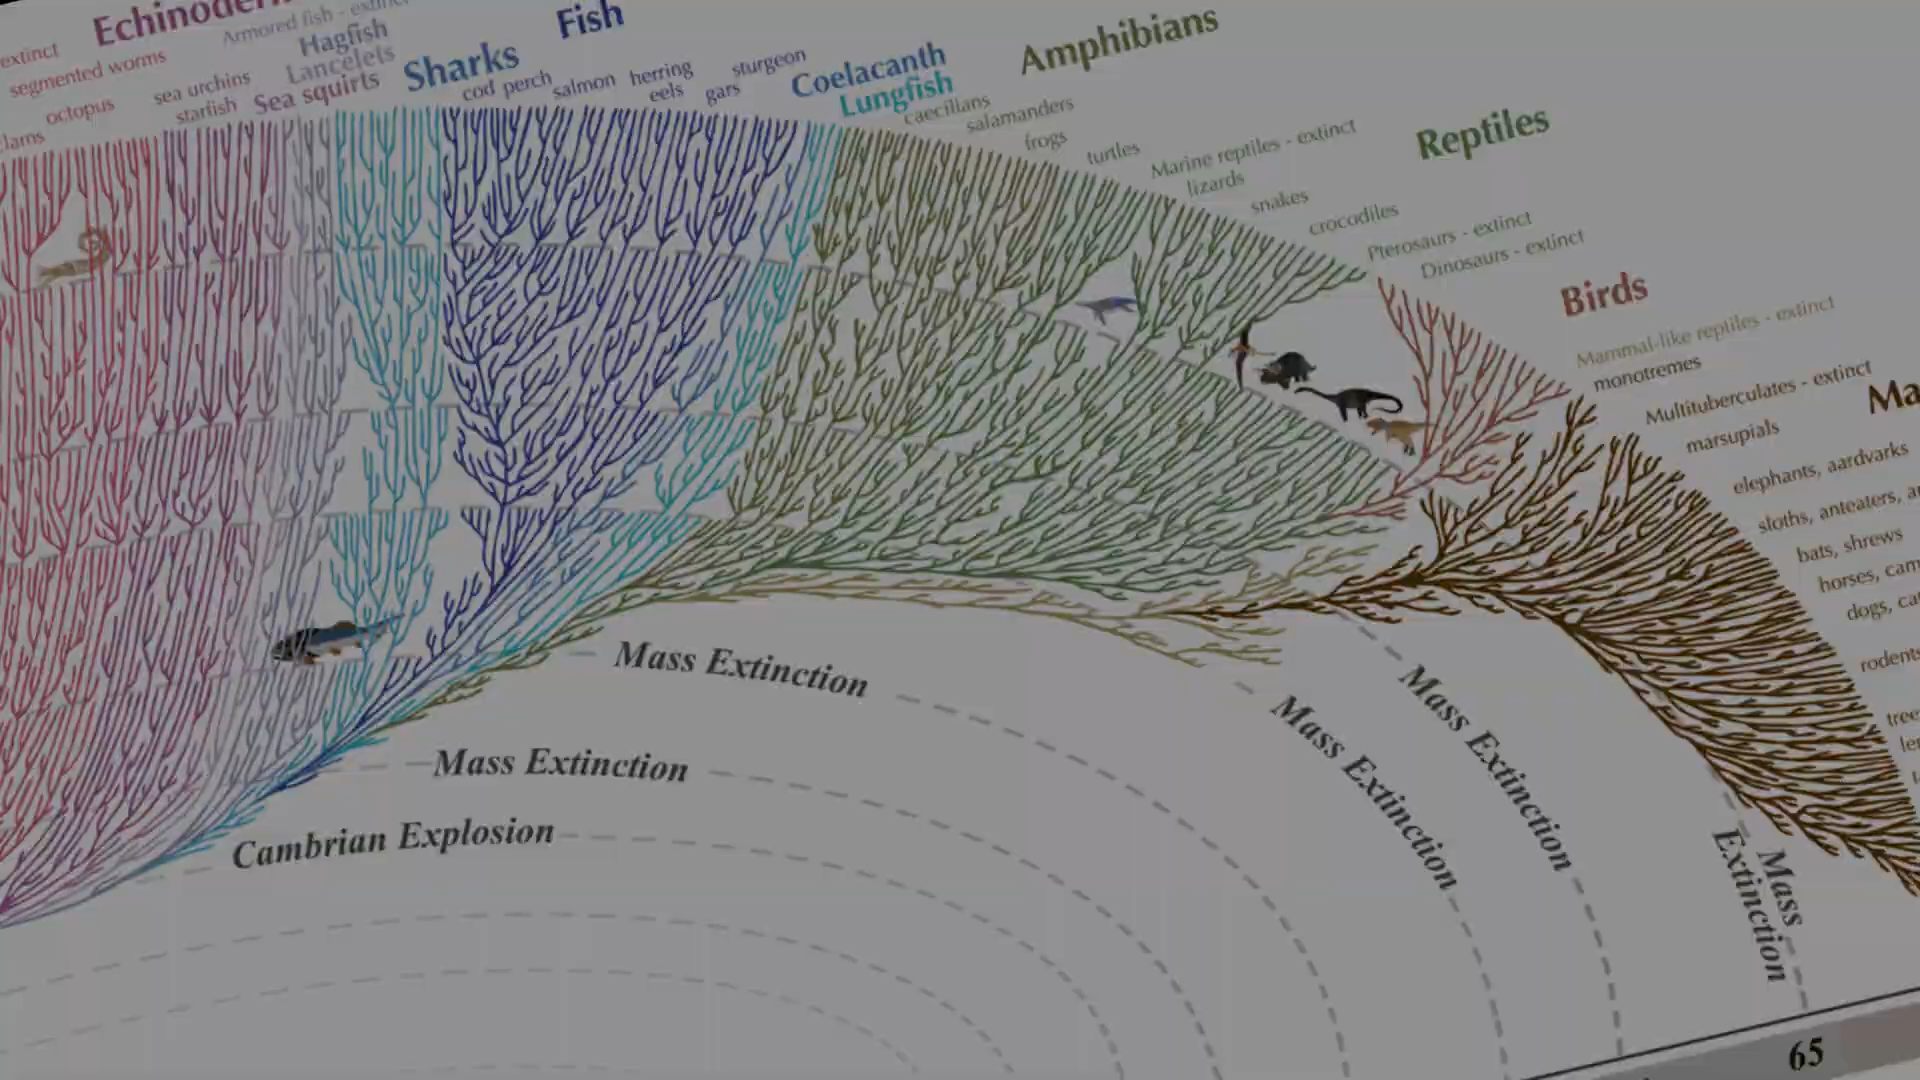 extinct
segmented worms
octopus
clams
sea urchins
starfish
Armored fish -
Hagfish
Lancelets
Sea squirts
Sharks
Fish
cod
perch
salmon
herring
eels
gars
sturgeon
Coelacanth
Lungfish
Amphibians
caecilians
salamanders
frogs
turtles
Marine reptiles - extinct
lizards
snakes
Reptiles
crocodiles
Pterosaurs - extinct
Dinosaurs - extinct
Birds
Mammal-like reptiles - extinct
monotremes
Multituberculates - extinct
marsupials
elephants, aardvarks
sloths, anteaters,
bats, shrews
horses,
dogs,
rodents
Mass Extinction
Mass Extinction
Cambrian Explosion
Mass Extinction
Mass Extinction
Mass
Extinction
65